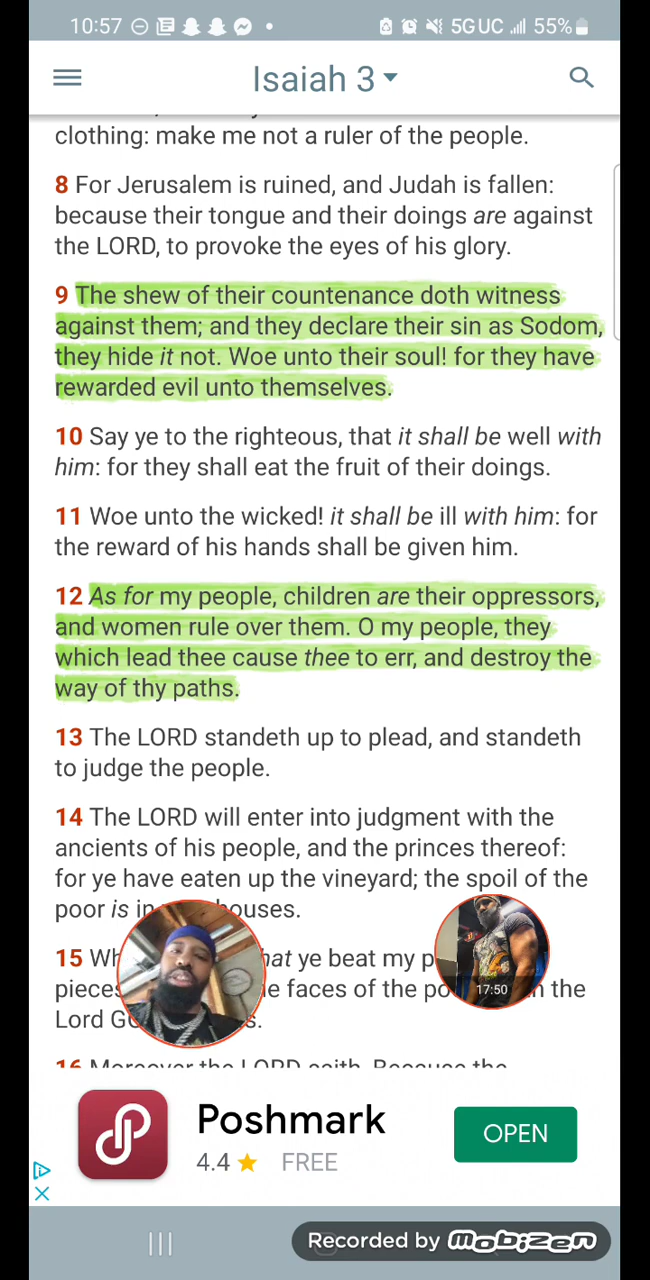 10:57 5G UC 55%
Isaiah 3
clothing: make me not a ruler of the people.
8 For Jerusalem is ruined, and Judah is fallen:
because their tongue and their doings are against
the LORD, to provoke the eyes of his glory.
9 The shew of their countenance doth witness
against them; and they declare their sin as Sodom,
they hide it not. Woe unto their soul! for they have
rewarded evil unto themselves.
10 Say ye to the righteous, that it shall be well with
him: for they shall eat the fruit of their doings.
11 Woe unto the wicked! it shall be ill with him: for
the reward of his hands shall be given him.
12 As for my people, children are their oppressors,
and women rule over them. O my people, they
which lead thee cause thee to err, and destroy the
way of thy paths.
13 The LORD standeth up to plead, and standeth
to judge the people.
14 The LORD will enter into judgment with the
ancients of his people, and the princes thereof:
for ye have eaten up the vineyard; the spoil of the
poor is in ouses.
15 Wh hat ye beat my p
pieces e faces of the po the
17:50
Lord G s.
16 Moreover the LORD saith, Because the
Poshmark
4.4 FREE
OPEN
Recorded by mobizen